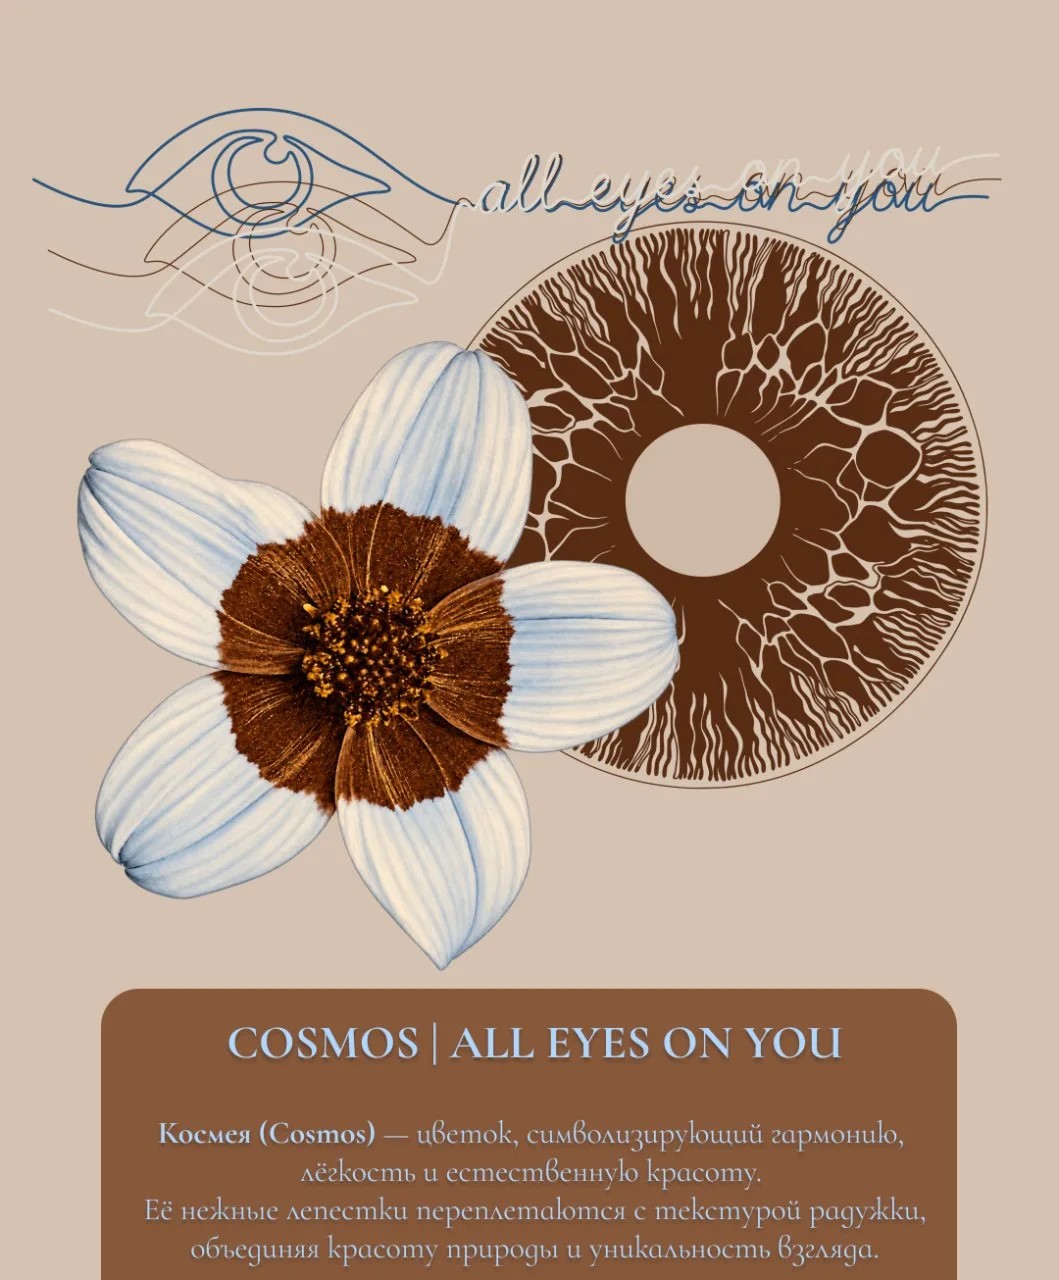 all eyes on you
COSMOS | ALL EYES ON YOU
Космея (Cosmos) — цветок, символизирующий гармонию,
лёгкость и естественную красоту.
Её нежные лепестки переплетаются с текстурой радужки,
объединяя красоту природы и уникальность взгляда.